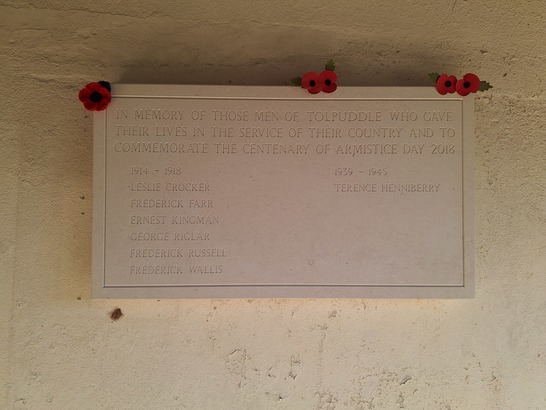 IN MEMORY OF THOSE MEN OF TOLPUDDLE WHO GAVE
THEIR LIVES IN THE SERVICE OF THEIR COUNTRY AND TO
COMMEMORATE THE CENTENARY OF ARMISTICE DAY 2018
1914 - 1918
LESLIE CROCKER
FREDERICK FARR
ERNEST KINGMAN
GEORGE RIGLAR
FREDERICK RUSSELL
FREDERICK WALLIS
1939 - 1945
TERENCE HENNIBERRY